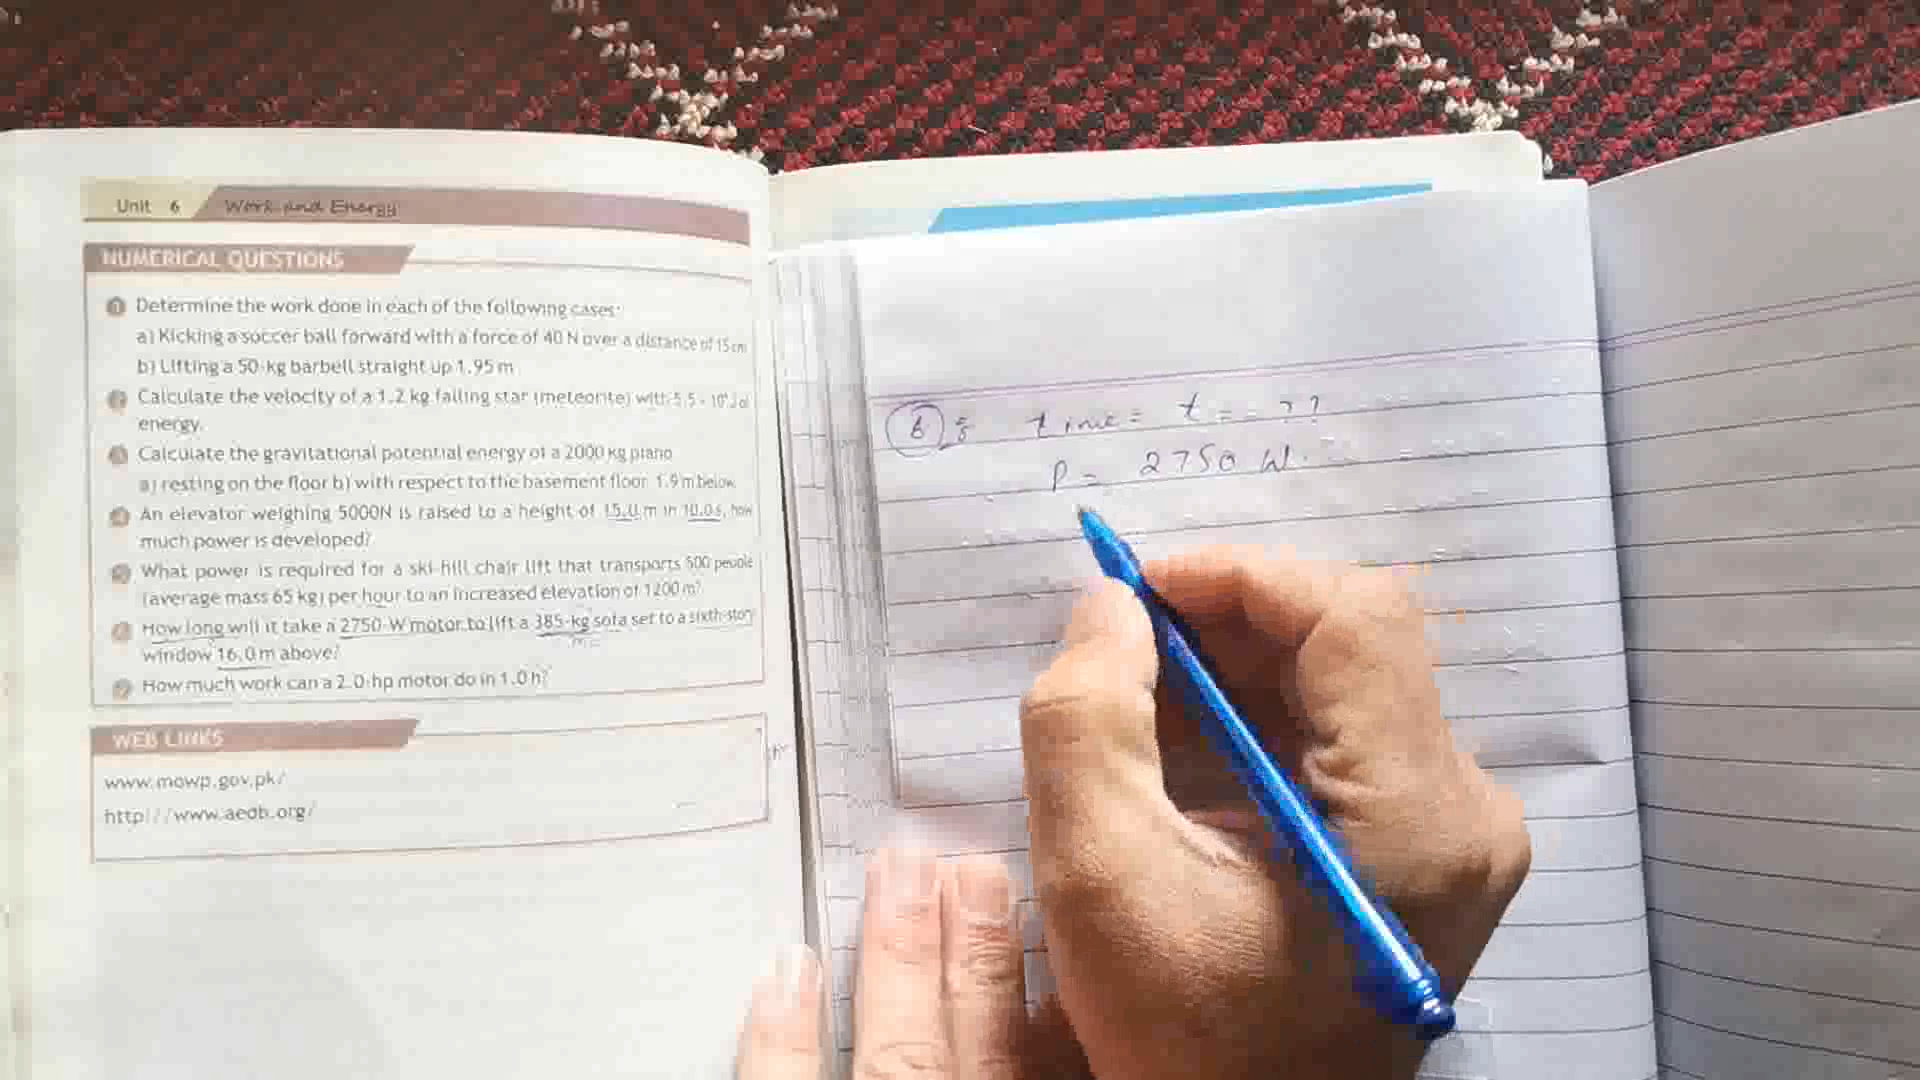 Unit 6 Work and Energy
NUMERICAL QUESTIONS
1 Determine the work done in each of the following cases:
a) Kicking a soccer ball forward with a force of 40 N over a distance of 15 cm
b) Lifting a 50-kg barbell straight up 1.95 m
Calculate the velocity of a 1.2 kg falling star (meteorite) with 5.5 × J of
energy.
Calculate the gravitational potential energy of a 2000 kg piano
a) resting on the floor b) with respect to the basement floor, 1.9 m below.
An elevator weighing 5000N is raised to a height of 15.0 m in 10.0 s, how
much power is developed?
What power is required for a ski-hill chair lift that transports 500 people
(average mass 65 kg) per hour to an increased elevation of 1200 m?
How long will it take a 2750-W motor to lift a 385-kg sofa set to a sixth-story
window 16.0 m above?
How much work can a 2.0-hp motor do in 1.0 h?
WEB LINKS
www.mowp.gov.pk/
http://www.aedb.org/
6 time = t = ??
P = 2750 W.